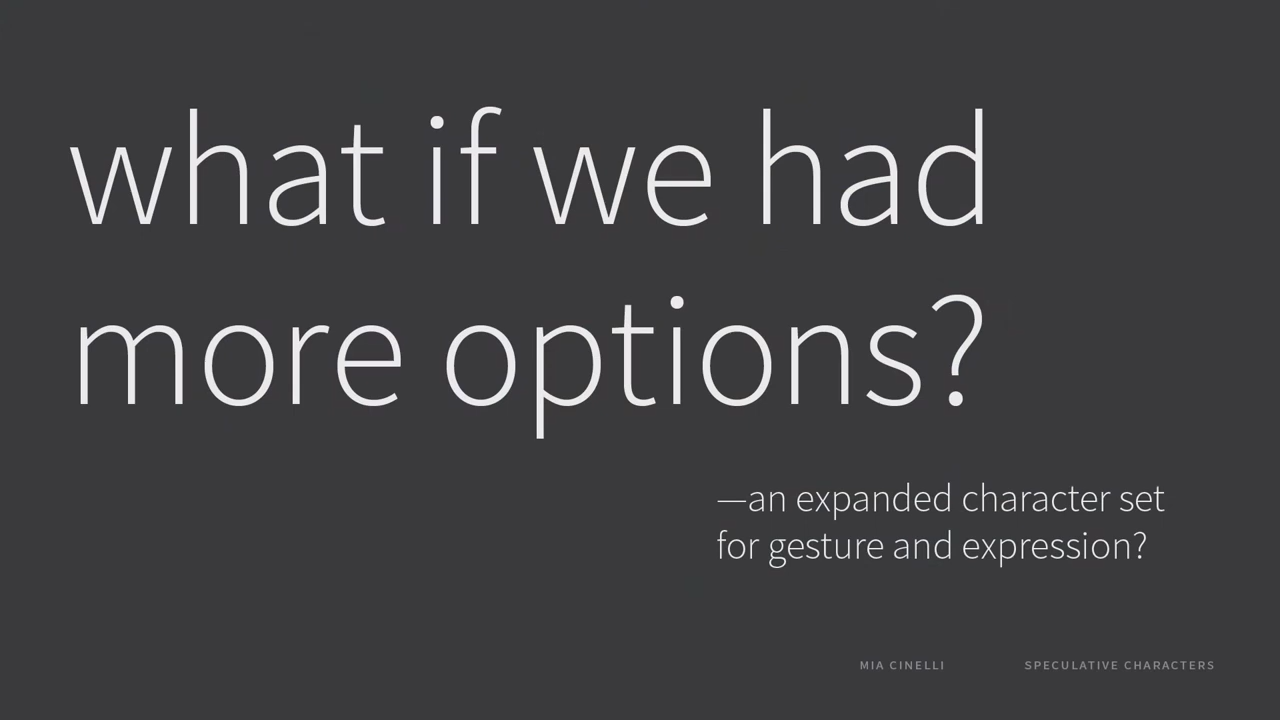 what if we had
more options?
—an expanded character set
for gesture and expression?
MIA CINELLI SPECULATIVE CHARACTERS